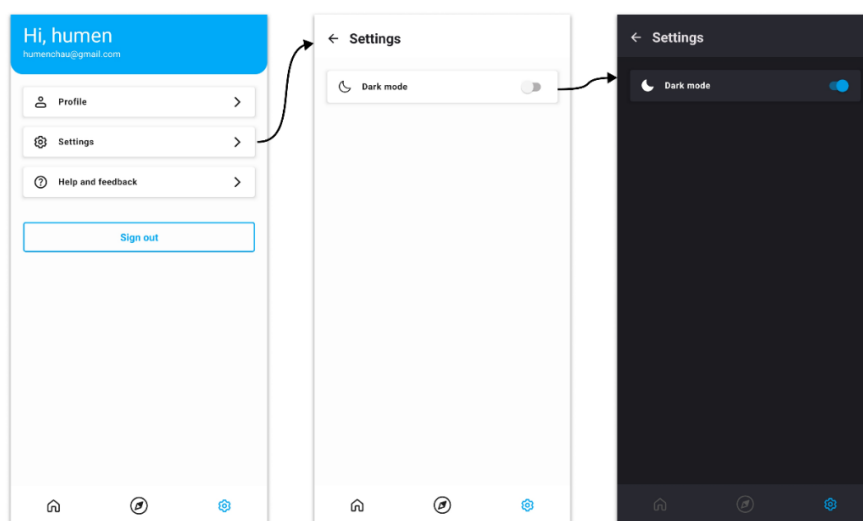 Hi, humen
humenchau@gmail.com
Profile
Settings
Help and feedback
Sign out
Settings
Dark mode
Settings
Dark mode